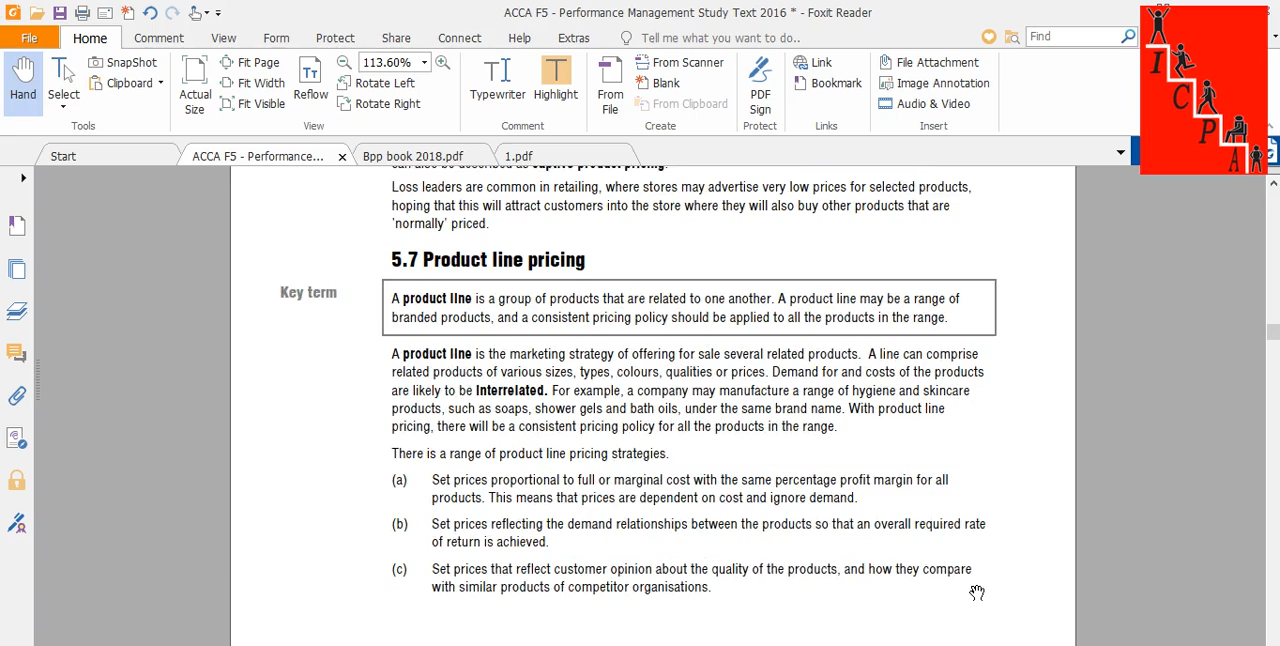 ACCA F5 - Performance Management Study Text 2016 * - Foxit Reader
File Home Comment View Form Protect Share Connect Help Extras Tell me what you want to do.. Find
Hand
Select
SnapShot
Clipboard
Tools
Actual Size
Fit Page
Fit Width
Fit Visible
Reflow
113.60%
Rotate Left
Rotate Right
View
Typewriter
Highlight
Comment
From File
From Scanner
Blank
From Clipboard
Create
PDF Sign
Protect
Link
Bookmark
Links
File Attachment
Image Annotation
Audio & Video
Insert
I
C
P
A
Start
ACCA F5 - Performance...
Bpp book 2018.pdf
1.pdf
Loss leaders are common in retailing, where stores may advertise very low prices for selected products,
hoping that this will attract customers into the store where they will also buy other products that are
'normally' priced.
5.7 Product line pricing
Key term
A product line is a group of products that are related to one another. A product line may be a range of
branded products, and a consistent pricing policy should be applied to all the products in the range.
A product line is the marketing strategy of offering for sale several related products. A line can comprise
related products of various sizes, types, colours, qualities or prices. Demand for and costs of the products
are likely to be interrelated. For example, a company may manufacture a range of hygiene and skincare
products, such as soaps, shower gels and bath oils, under the same brand name. With product line
pricing, there will be a consistent pricing policy for all the products in the range.
There is a range of product line pricing strategies.
(a) Set prices proportional to full or marginal cost with the same percentage profit margin for all
products. This means that prices are dependent on cost and ignore demand.
(b) Set prices reflecting the demand relationships between the products so that an overall required rate
of return is achieved.
(c) Set prices that reflect customer opinion about the quality of the products, and how they compare
with similar products of competitor organisations.